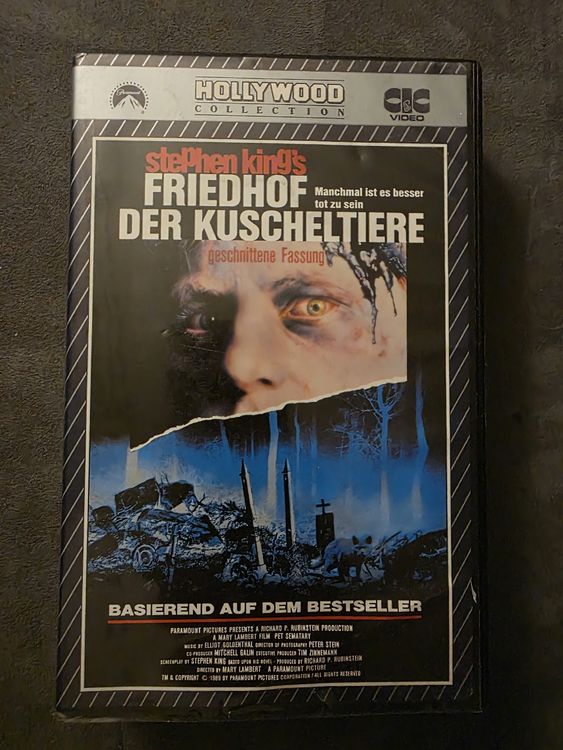 Paramount
HOLLYWOOD
COLLECTION
CIC
VIDEO
stephen king's
FRIEDHOF
DER KUSCHELTIERE
Manchmal ist es besser
tot zu sein
geschnittene Fassung
BASIEREND AUF DEM BESTSELLER
PARAMOUNT PICTURES PRESENTS A RICHARD P. RUBINSTEIN PRODUCTION
A MARY LAMBERT FILM PET SEMATARY
MUSIC BY ELLIOT GOLDENTHAL DIRECTOR OF PHOTOGRAPHY PETER STEIN
CO-PRODUCER MITCHELL GALIN EXECUTIVE PRODUCER TIM ZINNEMANN
SCREENPLAY BY STEPHEN KING BASED UPON HIS NOVEL · PRODUCED BY RICHARD P. RUBINSTEIN
DIRECTED BY MARY LAMBERT A PARAMOUNT PICTURE
TM & COPYRIGHT © 1989 BY PARAMOUNT PICTURES CORPORATION / ALL RIGHTS RESERVED